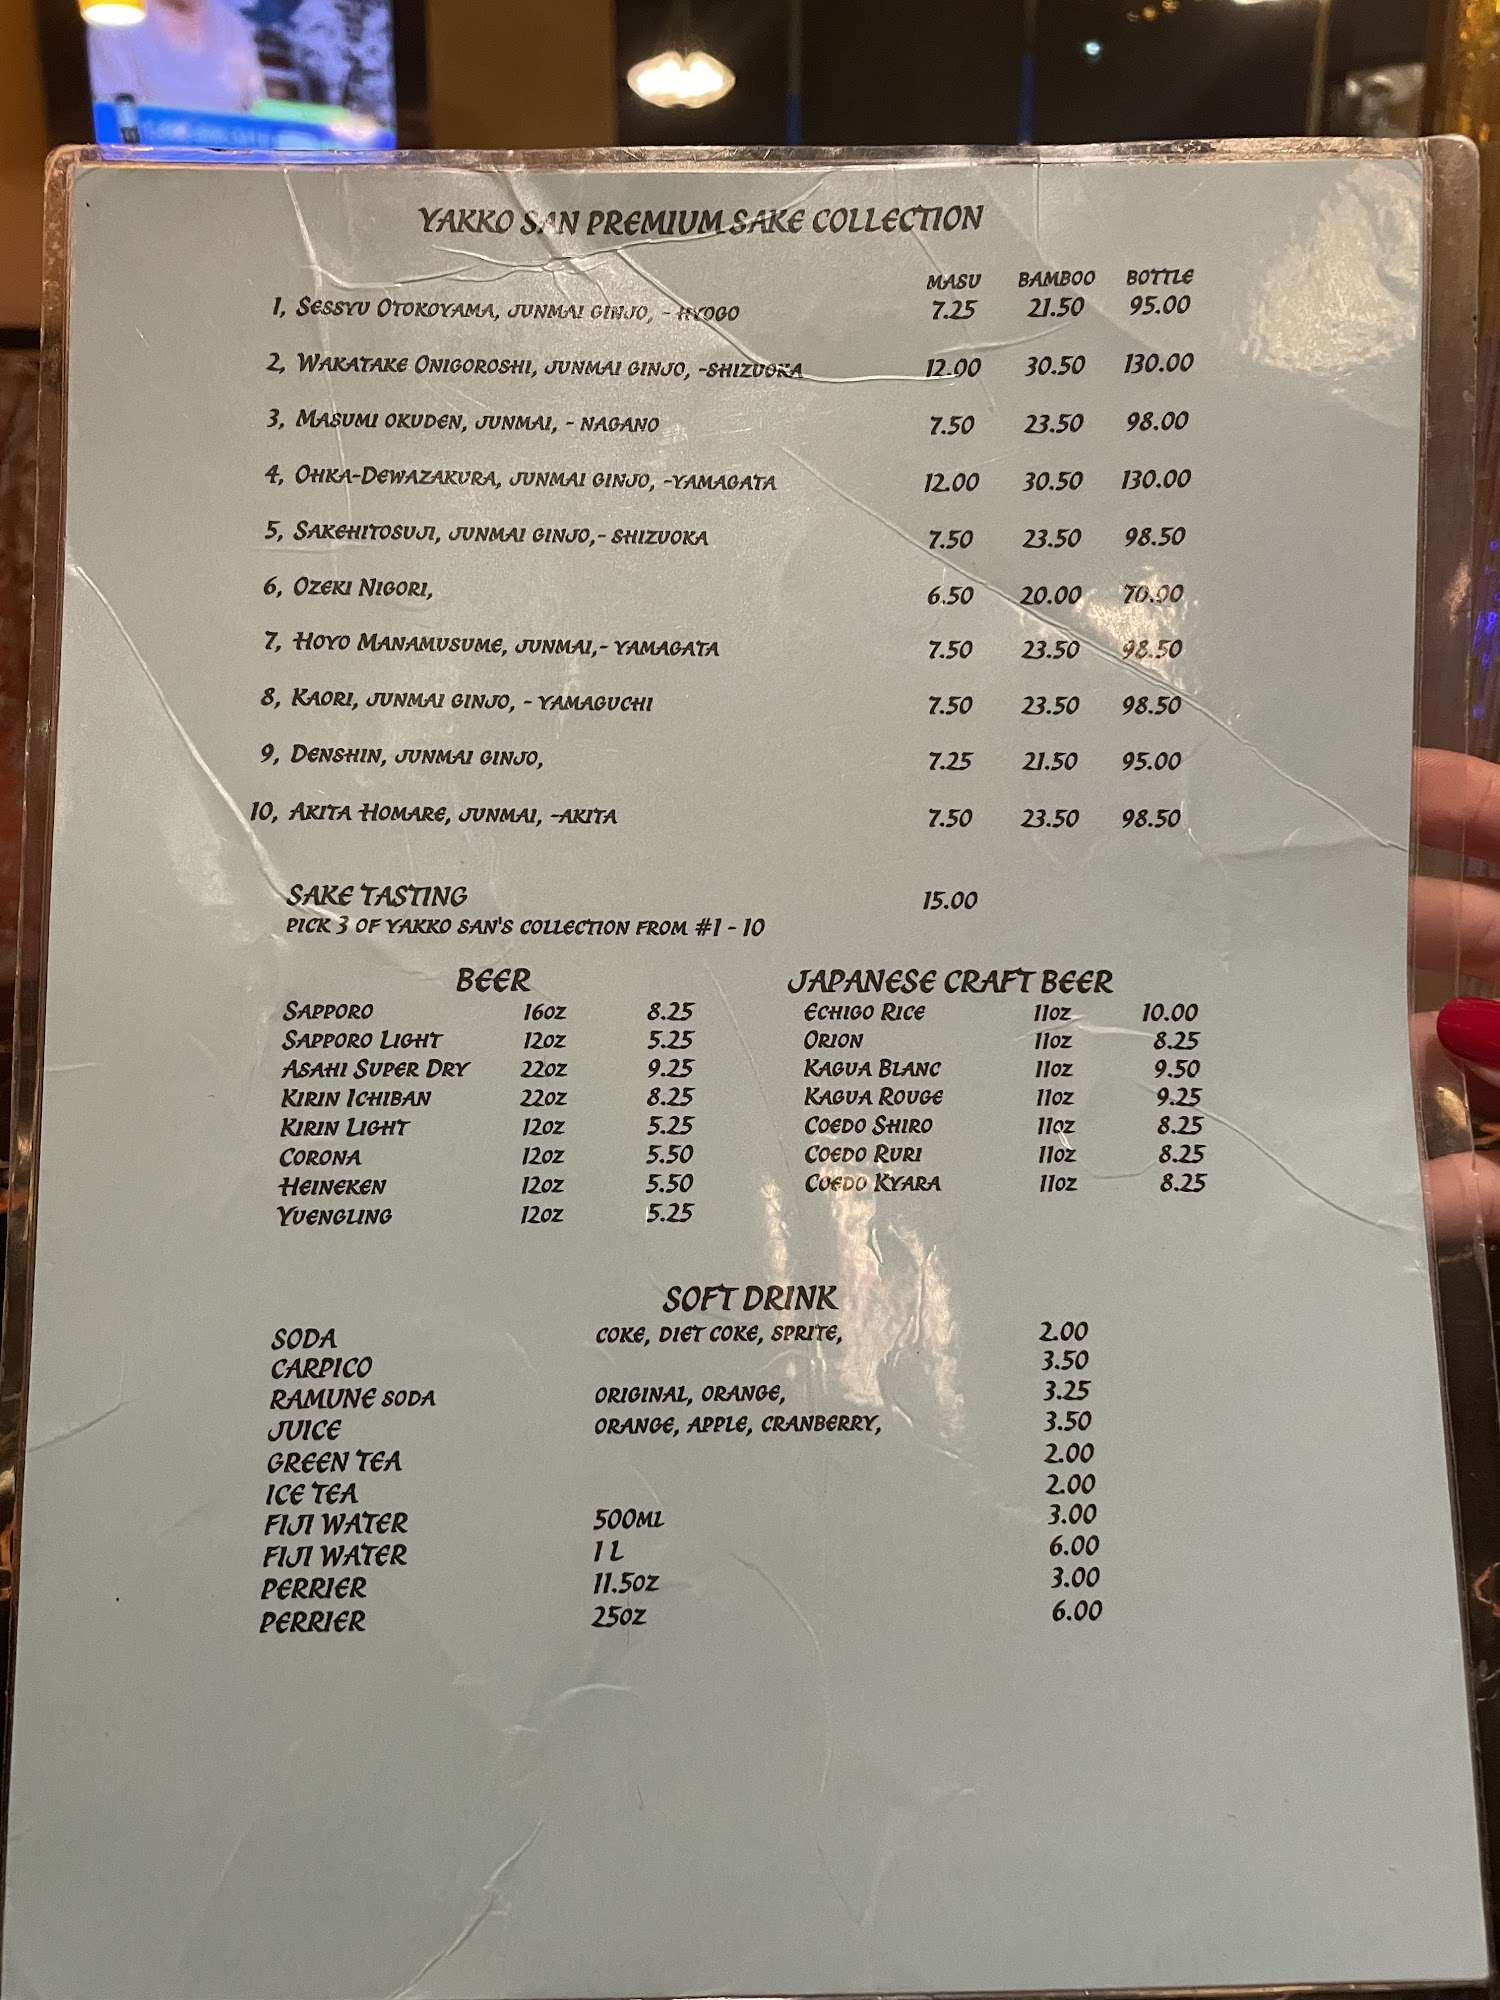 YAKKO SAN PREMIUM SAKE COLLECTION
MASU BAMBOO BOTTLE
1, SESSYU OTOKOYAMA, JUNMAI GINJO, - HYOGO 7.25 21.50 95.00
2, WAKATAKE ONIGOROSHI, JUNMAI GINJO, -SHIZUOKA 12.00 30.50 130.00
3, MASUMI OKUDEN, JUNMAI, - NAGANO 7.50 23.50 98.00
4, OHKA-DEWAZAKURA, JUNMAI GINJO, -YAMAGATA 12.00 30.50 130.00
5, SAKEHITOSUJI, JUNMAI GINJO,- SHIZUOKA 7.50 23.50 98.50
6, OZEKI NIGORI, 6.50 20.00 70.00
7, HOYO MANAMUSUME, JUNMAI,- YAMAGATA 7.50 23.50 98.50
8, KAORI, JUNMAI GINJO, - YAMAGUCHI 7.50 23.50 98.50
9, DENSHIN, JUNMAI GINJO, 7.25 21.50 95.00
10, AKITA HOMARE, JUNMAI, -AKITA 7.50 23.50 98.50
SAKE TASTING 15.00
PICK 3 OF YAKKO SAN'S COLLECTION FROM #1 - 10
BEER
SAPPORO 16OZ 8.25
SAPPORO LIGHT 12OZ 5.25
ASAHI SUPER DRY 22OZ 9.25
KIRIN ICHIBAN 22OZ 8.25
KIRIN LIGHT 12OZ 5.25
CORONA 12OZ 5.50
HEINEKEN 12OZ 5.50
YUENGLING 12OZ 5.25
JAPANESE CRAFT BEER
ECHIGO RICE 11OZ 10.00
ORION 11OZ 8.25
KAGUA BLANC 11OZ 9.50
KAGUA ROUGE 11OZ 9.25
COEDO SHIRO 11OZ 8.25
COEDO RURI 11OZ 8.25
COEDO KYARA 11OZ 8.25
SOFT DRINK
SODA COKE, DIET COKE, SPRITE, 2.00
CARPICO 3.50
RAMUNE SODA ORIGINAL, ORANGE, 3.25
JUICE ORANGE, APPLE, CRANBERRY, 3.50
GREEN TEA 2.00
ICE TEA 2.00
FIJI WATER 500ML 3.00
FIJI WATER 1 L 6.00
PERRIER 11.5OZ 3.00
PERRIER 25OZ 6.00